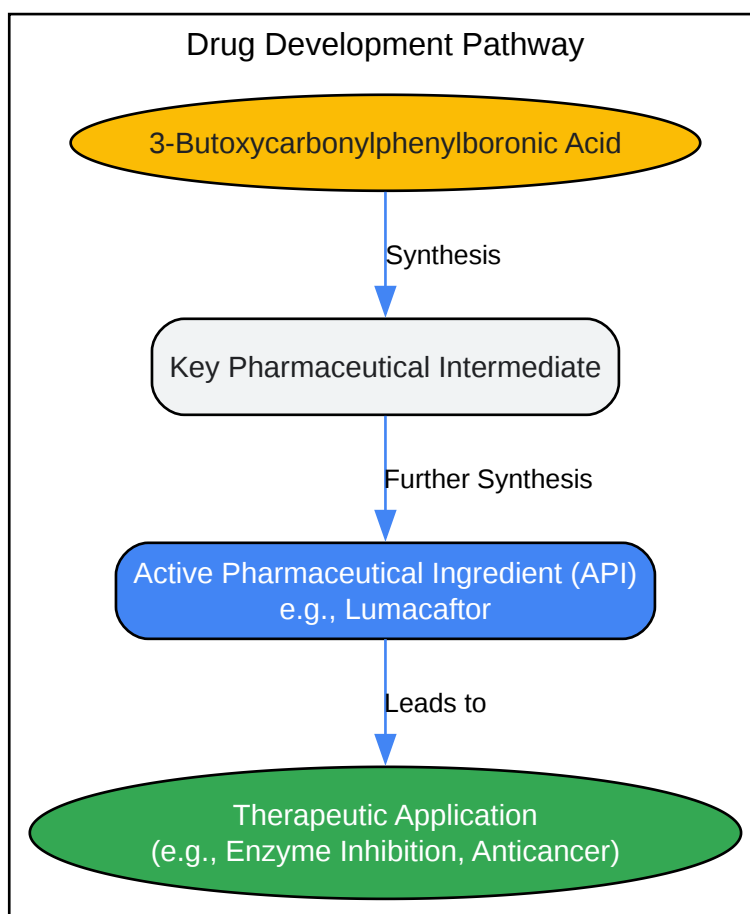 Drug Development Pathway
3-Butoxycarbonylphenylboronic Acid
Synthesis
Key Pharmaceutical Intermediate
Further Synthesis
Active Pharmaceutical Ingredient (API)
e.g., Lumacaftor
Leads to
Therapeutic Application
(e.g., Enzyme Inhibition, Anticancer)